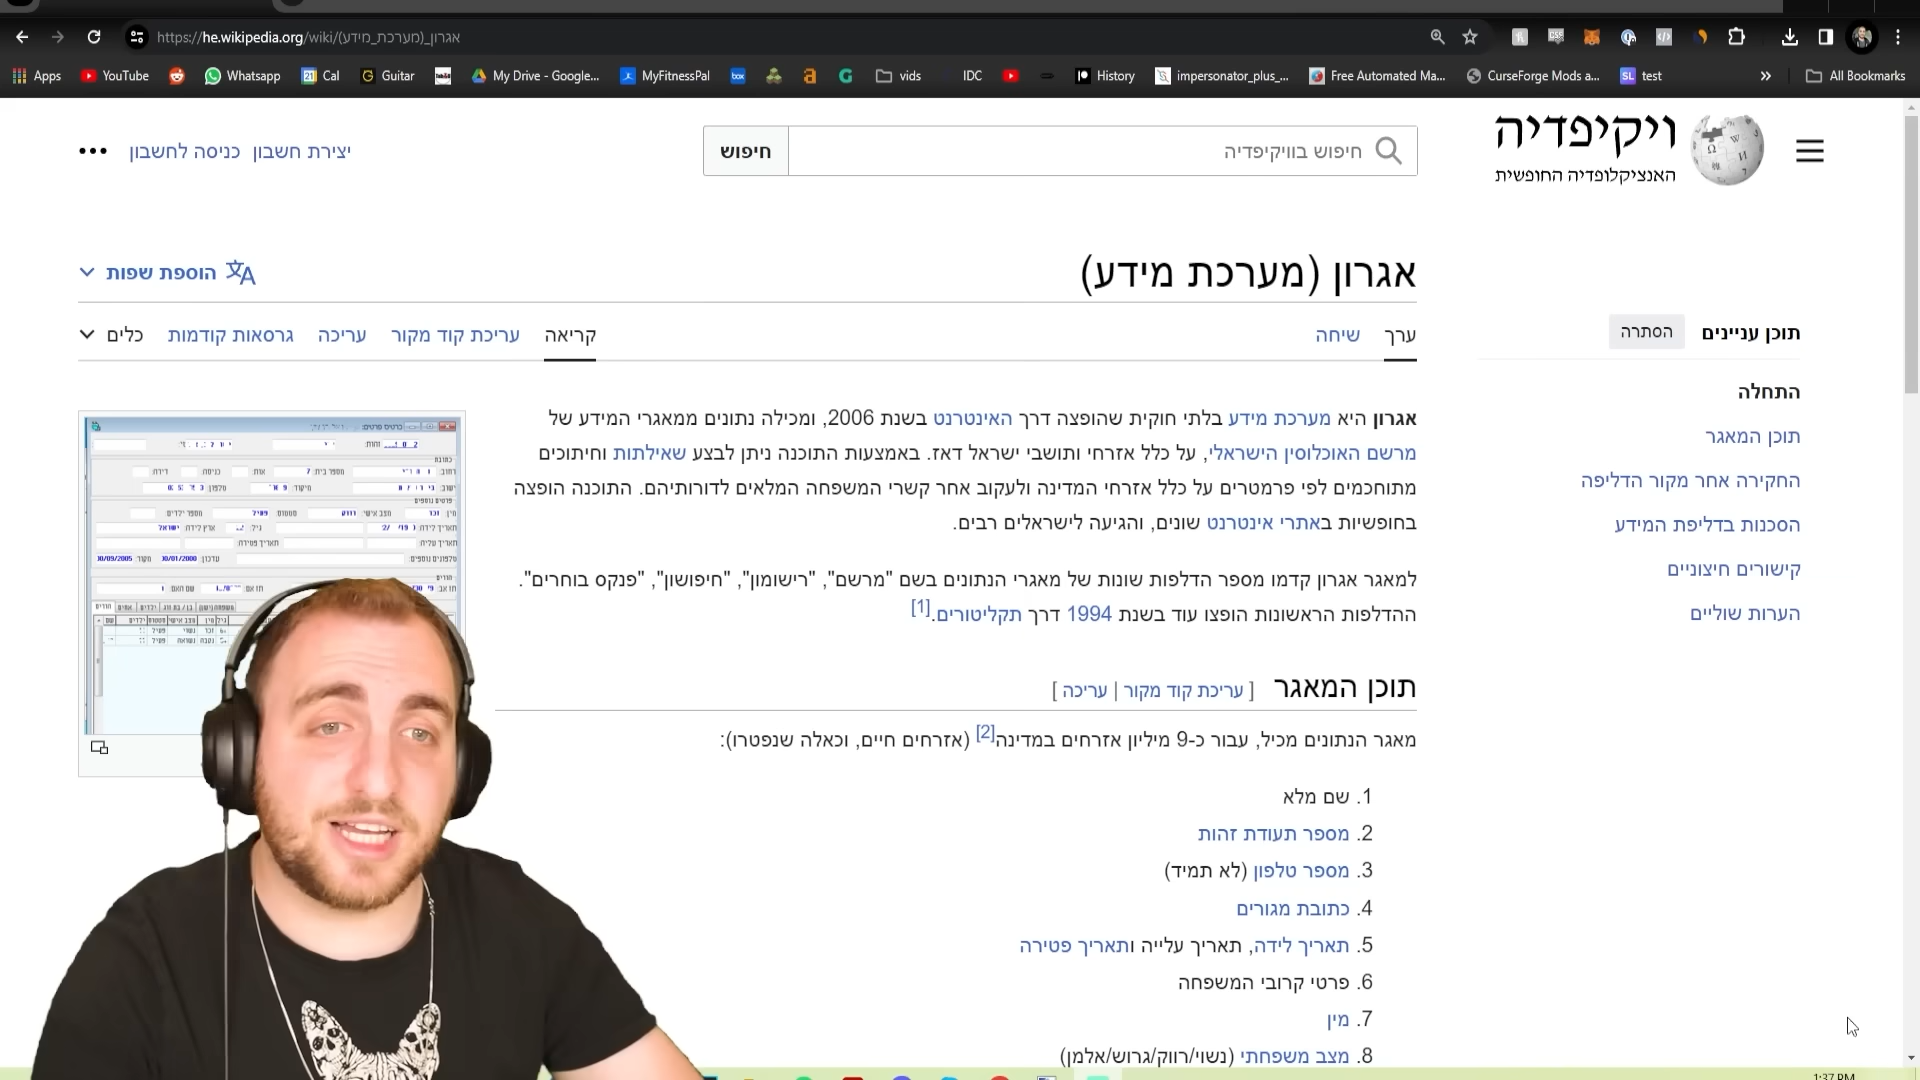 https://he.wikipedia.org/wiki/אגרון_(מערכת_מידע)
Apps
YouTube
Whatsapp
Cal
Guitar
My Drive - Google...
MyFitnessPal
vids
IDC
History
impersonator_plus_...
Free Automated Ma...
CurseForge Mods a...
test
All Bookmarks
ויקיפדיה
האנציקלופדיה החופשית
חיפוש בוויקיפדיה
חיפוש
יצירת חשבון כניסה לחשבון
אגרון (מערכת מידע)
הוספת שפות
ערך שיחה
קריאה עריכה עריכת קוד מקור גרסאות קודמות כלים
תוכן עניינים הסתרה
התחלה
תוכן המאגר
החקירה אחר מקור הדליפה
הסכנות בדליפת המידע
קישורים חיצוניים
הערות שוליים
אגרון היא מערכת מידע בלתי חוקית שהופצה דרך האינטרנט בשנת 2006, ומכילה נתונים ממאגרי המידע של
מרשם האוכלוסין הישראלי, על כלל אזרחי ותושבי ישראל דאז. באמצעות התוכנה ניתן לבצע שאילתות וחיתוכים
מתוחכמים לפי פרמטרים על כלל אזרחי המדינה ולעקוב אחר קשרי המשפחה המלאים לדורותיהם. התוכנה הופצה
בחופשיות באתרי אינטרנט שונים, והגיעה לישראלים רבים.
למאגר אגרון קדמו מספר הדלפות שונות של מאגרי הנתונים בשם "מרשם", "רישומון", "חיפושון", "פנקס בוחרים".
ההדלפות הראשונות הופצו עוד בשנת 1994 דרך תקליטורים.[1]
תוכן המאגר [ עריכת קוד מקור | עריכה ]
מאגר הנתונים מכיל, עבור כ-9 מיליון אזרחים במדינה[2] (אזרחים חיים, וכאלה שנפטרו):
1. שם מלא
2. מספר תעודת זהות
3. מספר טלפון (לא תמיד)
4. כתובת מגורים
5. תאריך לידה, תאריך עלייה ותאריך פטירה
6. פרטי קרובי המשפחה
7. מין
8. מצב משפחתי (נשוי/רווק/גרוש/אלמן)
1:37 PM